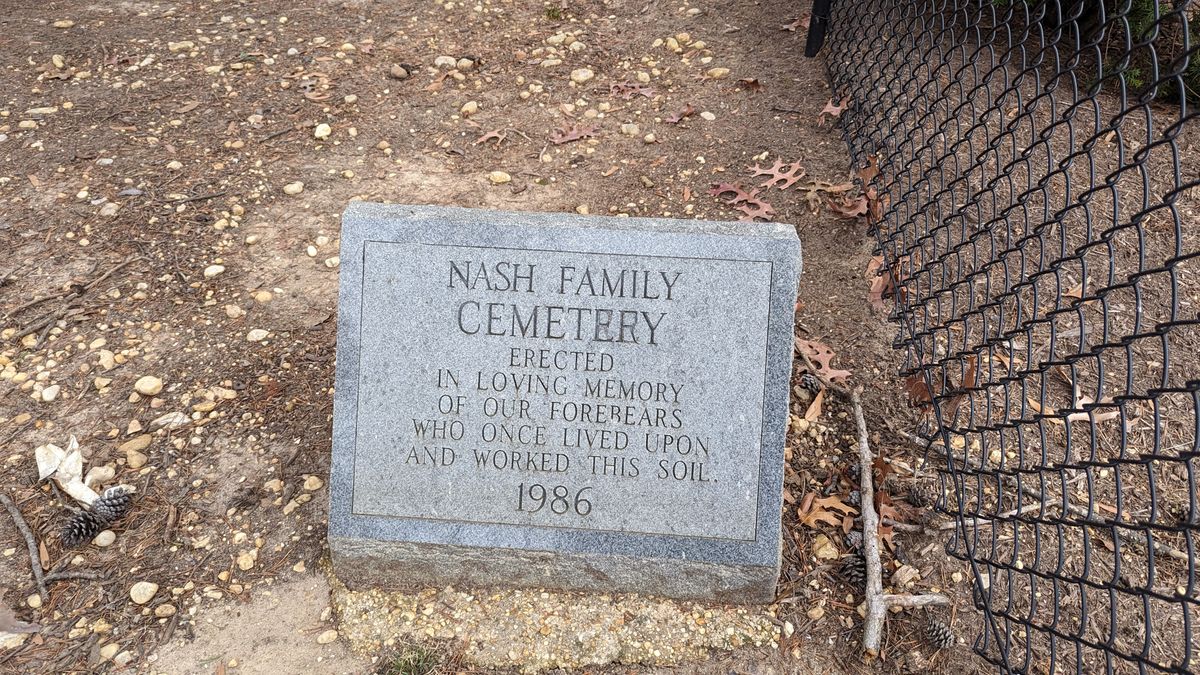 NASH FAMILY
CEMETERY
ERECTED
IN LOVING MEMORY
OF OUR FOREBEARS
WHO ONCE LIVED UPON
AND WORKED THIS SOIL.
1986